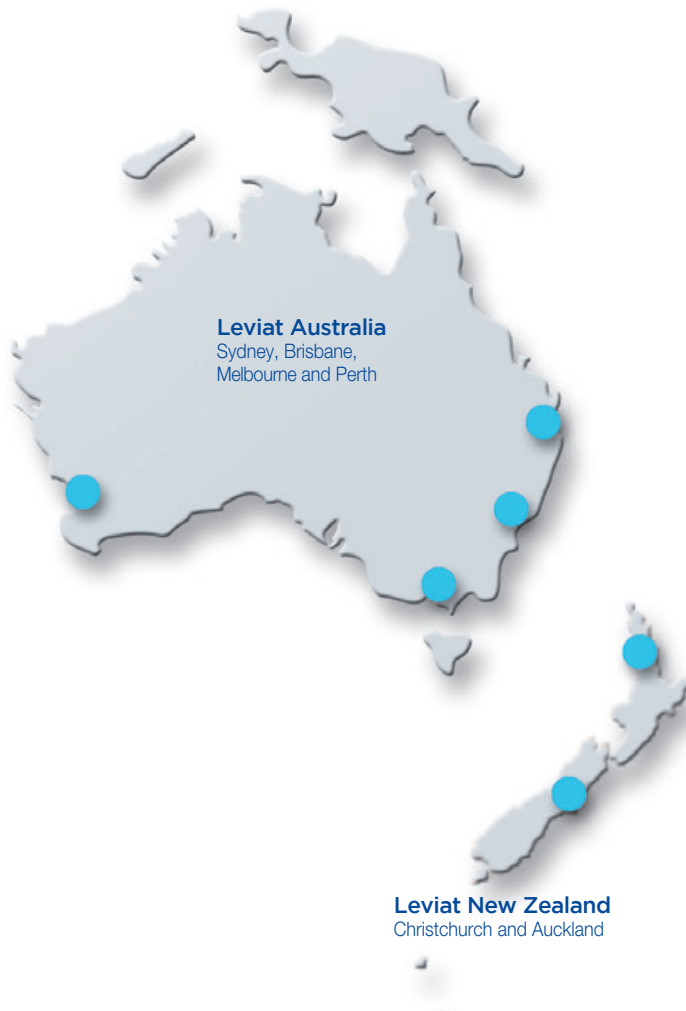 Leviat Australia
Sydney, Brisbane,
Melbourne and Perth
Leviat New Zealand
Christchurch and Auckland